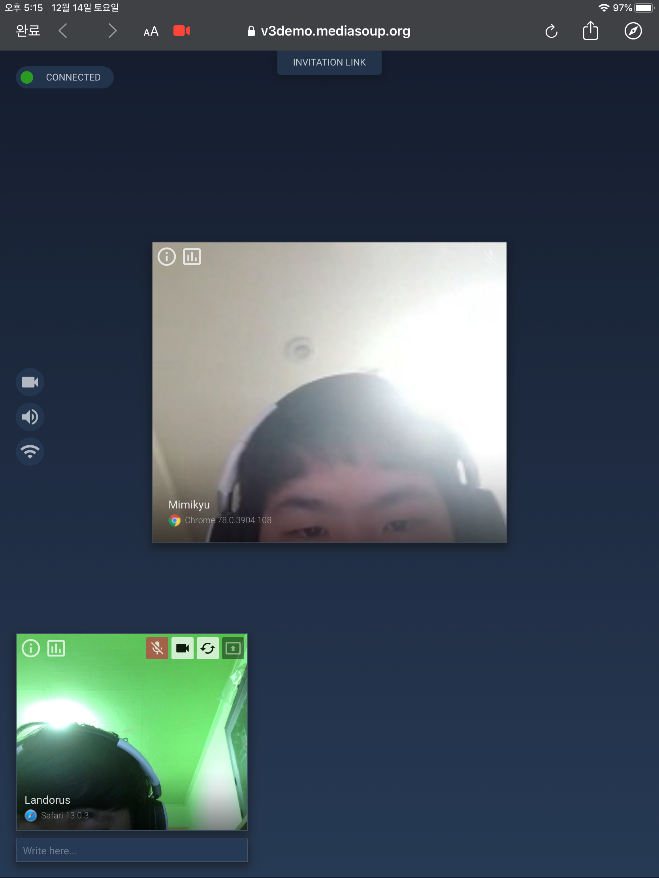 오후 5:15 12월 14일 토요일 97%
완료 AA v3demo.mediasoup.org
CONNECTED
INVITATION LINK
Mimikyu
Chrome 78.0.3904.108
Landorus
Safari 13.0.3
Write here...